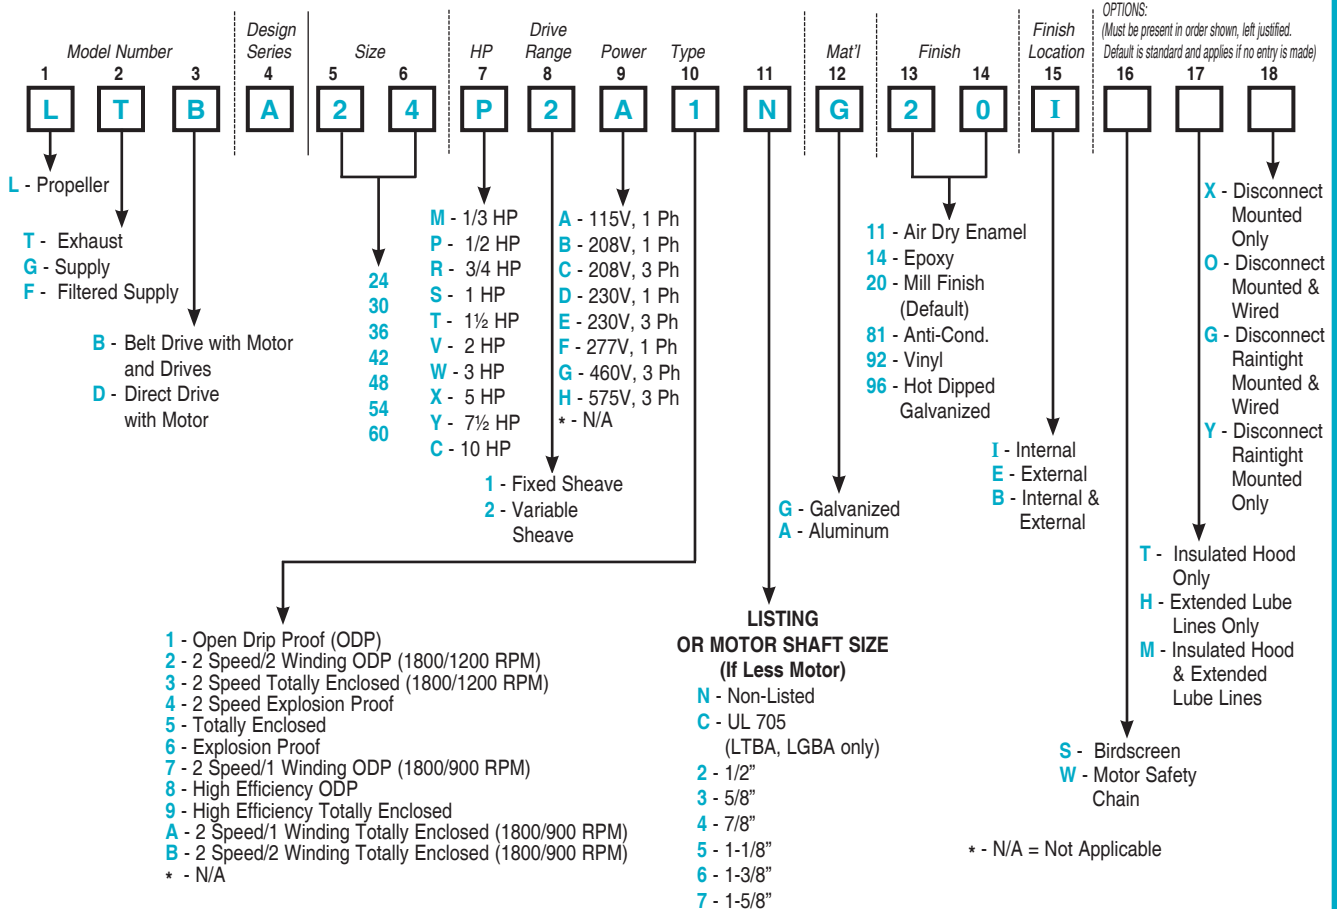 OPTIONS:
(Must be present in order shown, left justified.
Default is standard and applies if no entry is made)
Model Number
Design
Series
Size
HP
Drive
Range
Power
Type
Mat'l
Finish
Finish
Location
1 2 3 4 5 6 7 8 9 10 11 12 13 14 15 16 17 18
L T B A 2 4 P 2 A 1 N G 2 0 I
L - Propeller
T - Exhaust
G - Supply
F - Filtered Supply
B - Belt Drive with Motor
and Drives
D - Direct Drive
with Motor
24
30
36
42
48
54
60
M - 1/3 HP
P - 1/2 HP
R - 3/4 HP
S - 1 HP
T - 1½ HP
V - 2 HP
W - 3 HP
X - 5 HP
Y - 7½ HP
C - 10 HP
1 - Fixed Sheave
2 - Variable
Sheave
A - 115V, 1 Ph
B - 208V, 1 Ph
C - 208V, 3 Ph
D - 230V, 1 Ph
E - 230V, 3 Ph
F - 277V, 1 Ph
G - 460V, 3 Ph
H - 575V, 3 Ph
* - N/A
1 - Open Drip Proof (ODP)
2 - 2 Speed/2 Winding ODP (1800/1200 RPM)
3 - 2 Speed Totally Enclosed (1800/1200 RPM)
4 - 2 Speed Explosion Proof
5 - Totally Enclosed
6 - Explosion Proof
7 - 2 Speed/1 Winding ODP (1800/900 RPM)
8 - High Efficiency ODP
9 - High Efficiency Totally Enclosed
A - 2 Speed/1 Winding Totally Enclosed (1800/900 RPM)
B - 2 Speed/2 Winding Totally Enclosed (1800/900 RPM)
* - N/A
LISTING
OR MOTOR SHAFT SIZE
(If Less Motor)
N - Non-Listed
C - UL 705
(LTBA, LGBA only)
2 - 1/2”
3 - 5/8”
4 - 7/8”
5 - 1-1/8”
6 - 1-3/8”
7 - 1-5/8”
G - Galvanized
A - Aluminum
11 - Air Dry Enamel
14 - Epoxy
20 - Mill Finish
(Default)
81 - Anti-Cond.
92 - Vinyl
96 - Hot Dipped
Galvanized
I - Internal
E - External
B - Internal &
External
S - Birdscreen
W - Motor Safety
Chain
T - Insulated Hood
Only
H - Extended Lube
Lines Only
M - Insulated Hood
& Extended
Lube Lines
X - Disconnect
Mounted
Only
O - Disconnect
Mounted &
Wired
G - Disconnect
Raintight
Mounted &
Wired
Y - Disconnect
Raintight
Mounted
Only
* - N/A = Not Applicable